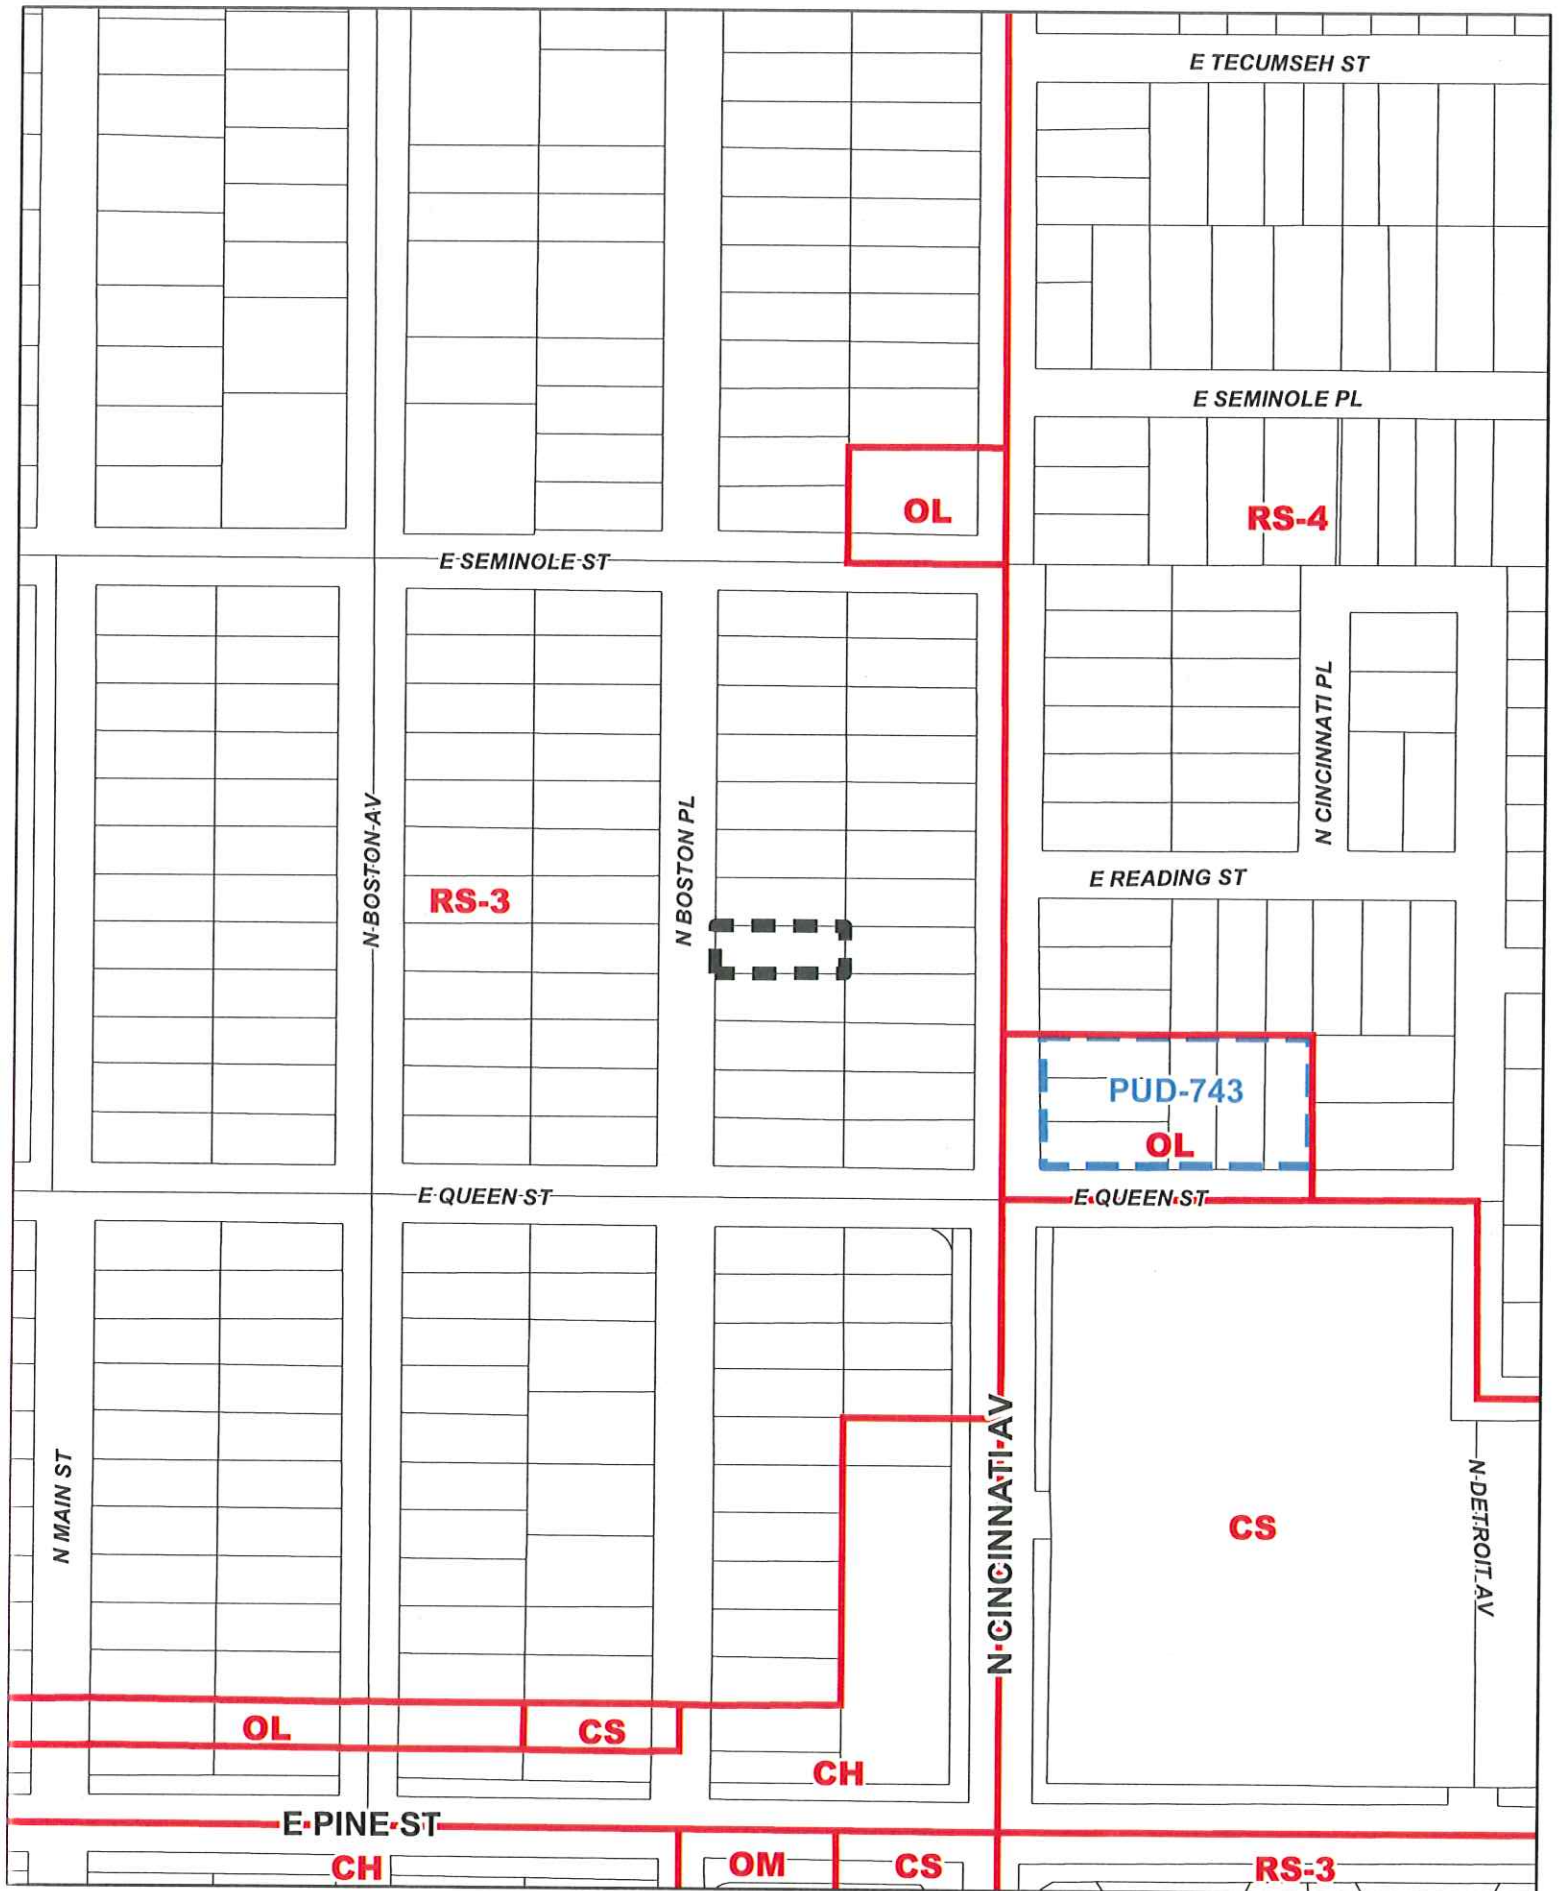 E TECUMSEH ST
E SEMINOLE PL
OL
RS-4
E SEMINOLE ST
N CINCINNATI PL
N BOSTON AV
N BOSTON PL
E READING ST
RS-3
PUD-743
OL
E QUEEN ST
E QUEEN ST
N CINCINNATI AV
N MAIN ST
N DETROIT AV
CS
OL
CS
CH
E PINE ST
CH
OM
CS
RS-3